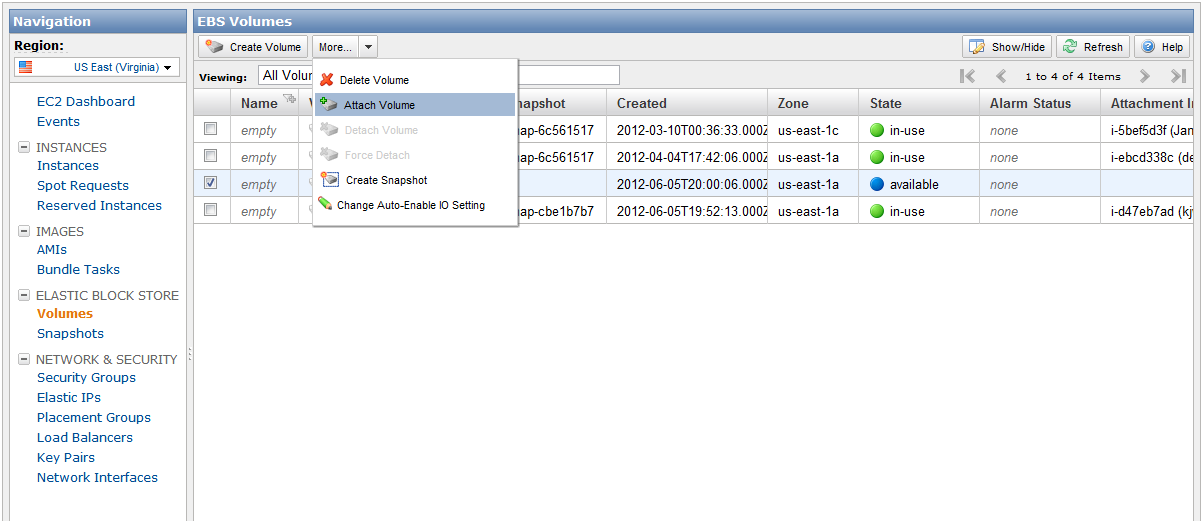 Navigation
Region:
US East (Virginia)
EC2 Dashboard
Events
INSTANCES
Instances
Spot Requests
Reserved Instances
IMAGES
AMIs
Bundle Tasks
ELASTIC BLOCK STORE
Volumes
Snapshots
NETWORK & SECURITY
Security Groups
Elastic IPs
Placement Groups
Load Balancers
Key Pairs
Network Interfaces
EBS Volumes
Create Volume More... Show/Hide Refresh Help
Viewing: All Volu 1 to 4 of 4 Items
Delete Volume
Attach Volume
Detach Volume
Force Detach
Create Snapshot
Change Auto-Enable IO Setting
Name napshot Created Zone State Alarm Status Attachment In
empty nap-6c561517 2012-03-10T00:36:33.000Z us-east-1c in-use none i-5bef5d3f (Jan
empty nap-6c561517 2012-04-04T17:42:06.000Z us-east-1a in-use none i-ebcd338c (de
empty 2012-06-05T20:00:06.000Z us-east-1a available none
empty nap-cbe1b7b7 2012-06-05T19:52:13.000Z us-east-1a in-use none i-d47eb7ad (kj